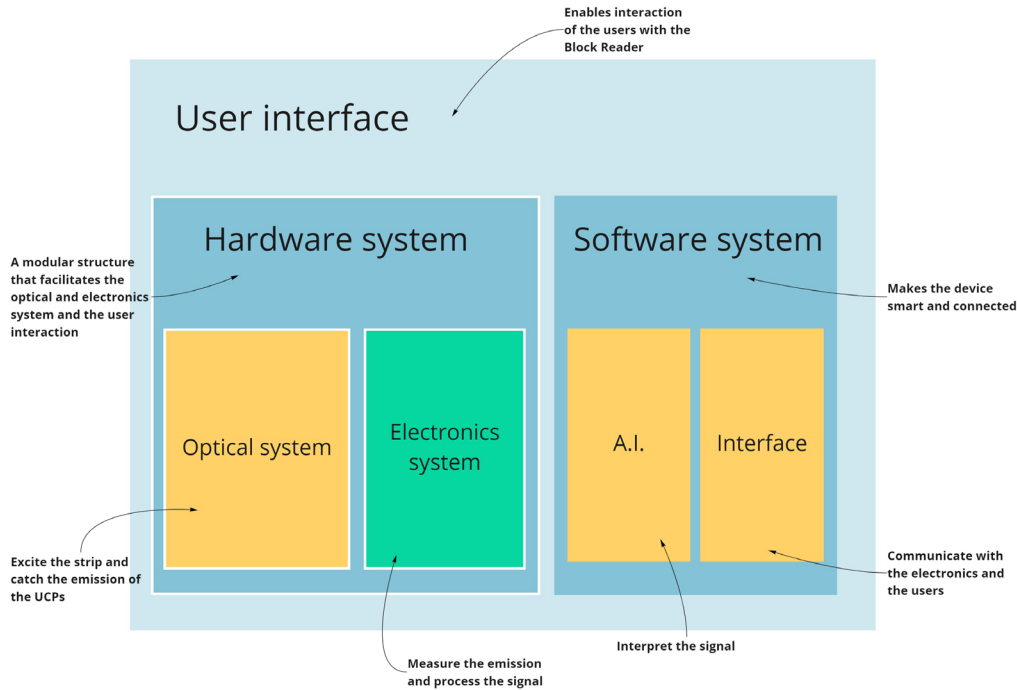 Enables interaction
of the users with the
Block Reader
User interface
Hardware system
Software system
A modular structure
that facilitates the
optical and electronics
system and the user
interaction
Makes the device
smart and connected
Optical system
Electronics
system
A.I.
Interface
Excite the strip and
catch the emission of
the UCPs
Communicate with
the electronics and
the users
Interpret the signal
Measure the emission
and process the signal